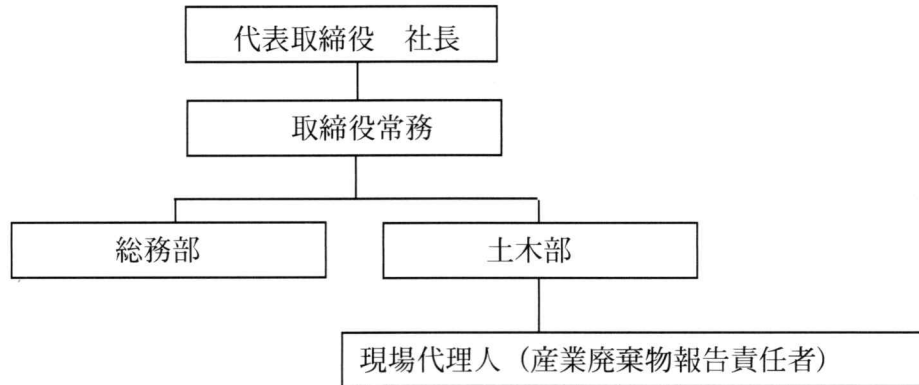 代表取締役　社長
取締役常務
総務部
土木部
現場代理人（産業廃棄物報告責任者）